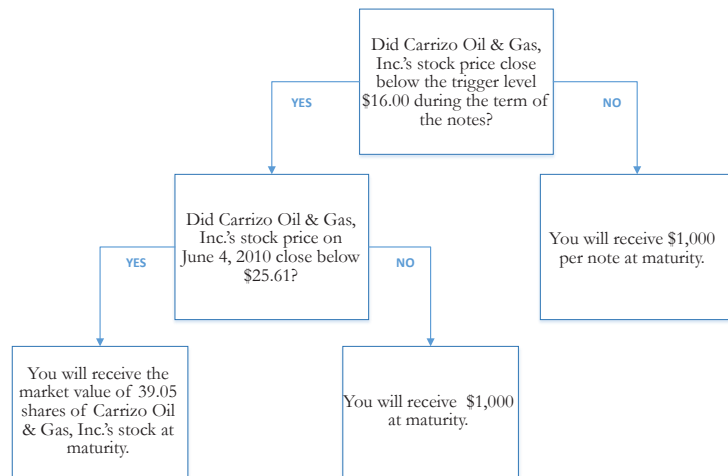 Did Carrizo Oil & Gas,
Inc.'s stock price close
below the trigger level
$16.00 during the term of
the notes?
YES
NO
Did Carrizo Oil & Gas,
Inc.'s stock price on
June 4, 2010 close below
$25.61?
You will receive $1,000
per note at maturity.
YES
NO
You will receive the
market value of 39.05
shares of Carrizo Oil
& Gas, Inc.'s stock at
maturity.
You will receive $1,000
at maturity.